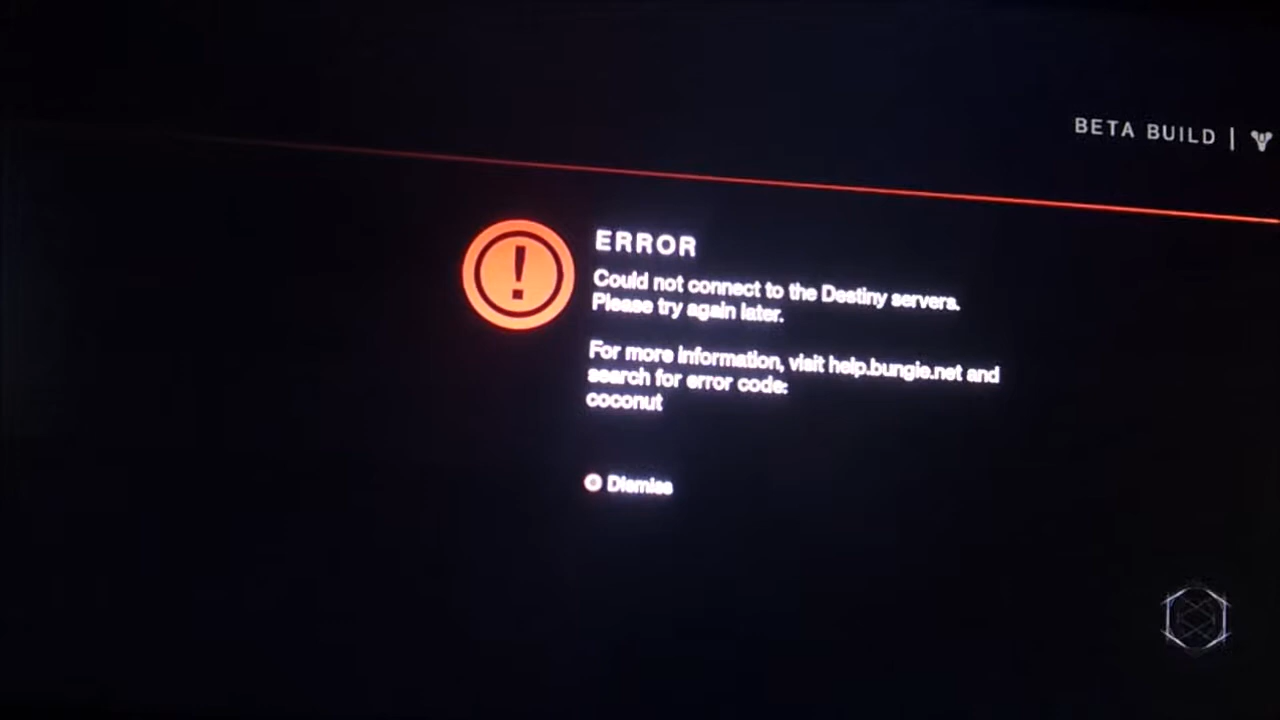 BETA BUILD |
ERROR
Could not connect to the Destiny servers.
Please try again later.
For more information, visit help.bungie.net and
search for error code:
coconut
Dismiss